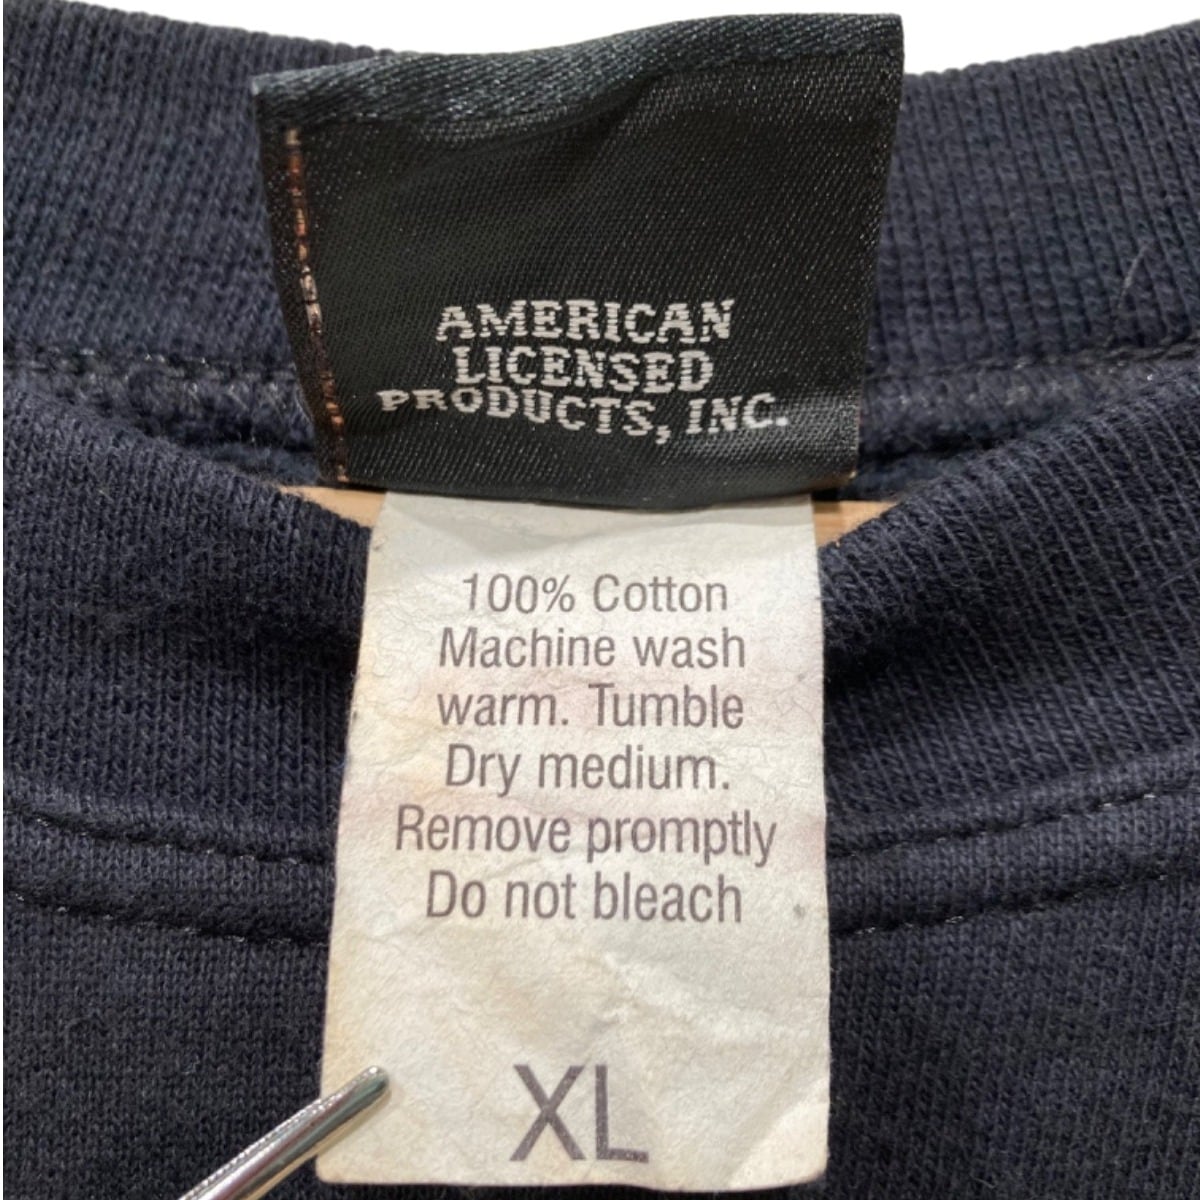 AMERICAN
LICENSED
PRODUCTS, INC.
100% Cotton
Machine wash
warm. Tumble
Dry medium.
Remove promptly
Do not bleach
XL